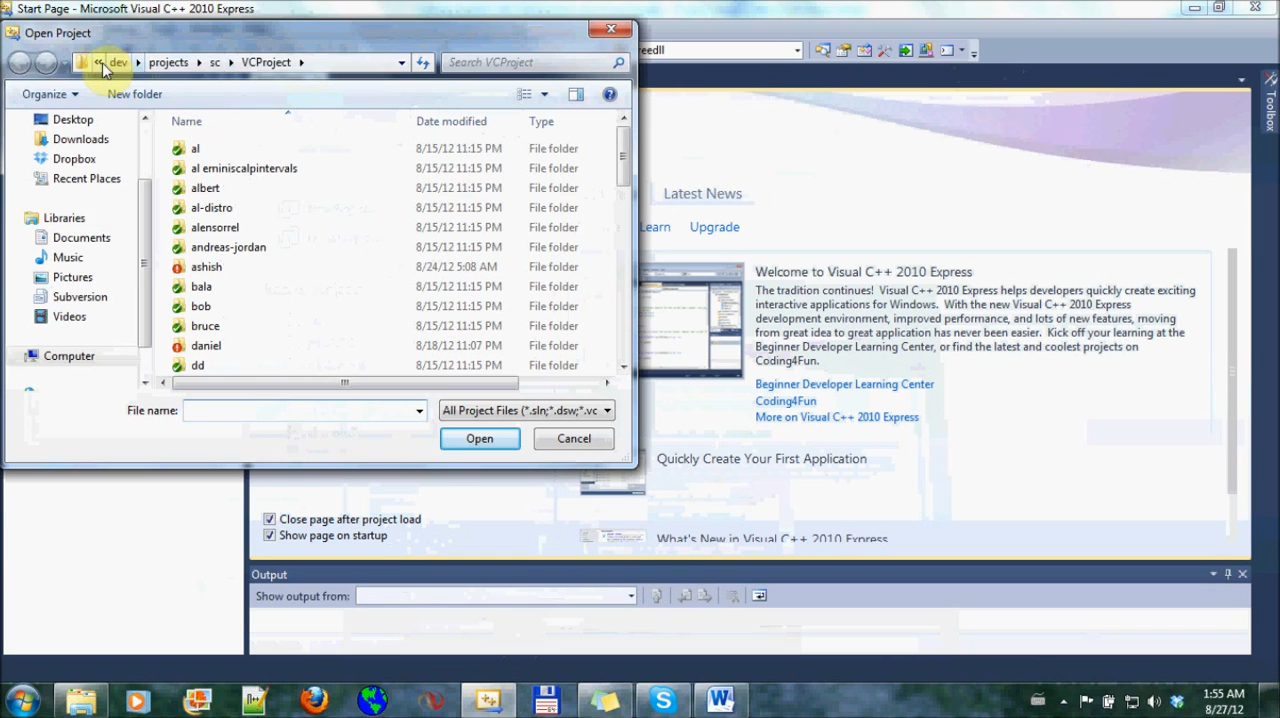 Start Page - Microsoft Visual C++ 2010 Express
Open Project
« dev projects sc VCProject
Search VCProject
reedll
Organize
New folder
Toolbox
Desktop
Downloads
Dropbox
Recent Places
Libraries
Documents
Music
Pictures
Subversion
Videos
Computer
Name Date modified Type
al 8/15/12 11:15 PM File folder
al eminiscalpintervals 8/15/12 11:15 PM File folder
albert 8/15/12 11:15 PM File folder
al-distro 8/15/12 11:15 PM File folder
alensorrel 8/15/12 11:15 PM File folder
andreas-jordan 8/15/12 11:15 PM File folder
ashish 8/24/12 5:08 AM File folder
bala 8/15/12 11:15 PM File folder
bob 8/15/12 11:15 PM File folder
bruce 8/15/12 11:15 PM File folder
daniel 8/18/12 11:07 PM File folder
dd 8/15/12 11:15 PM File folder
File name:
All Project Files (*.sln;*.dsw;*.vc
Open
Cancel
Latest News
Learn
Upgrade
Welcome to Visual C++ 2010 Express
The tradition continues! Visual C++ 2010 Express helps developers quickly create exciting
interactive applications for Windows. With the new Visual C++ 2010 Express
development environment, improved performance, and lots of new features, moving
from great idea to great application has never been easier. Kick off your learning at the
Beginner Developer Learning Center, or find the latest and coolest projects on
Coding4Fun.
Beginner Developer Learning Center
Coding4Fun
More on Visual C++ 2010 Express
Quickly Create Your First Application
Close page after project load
Show page on startup
What's New in Visual C++ 2010 Express
Output
Show output from:
1:55 AM
8/27/12